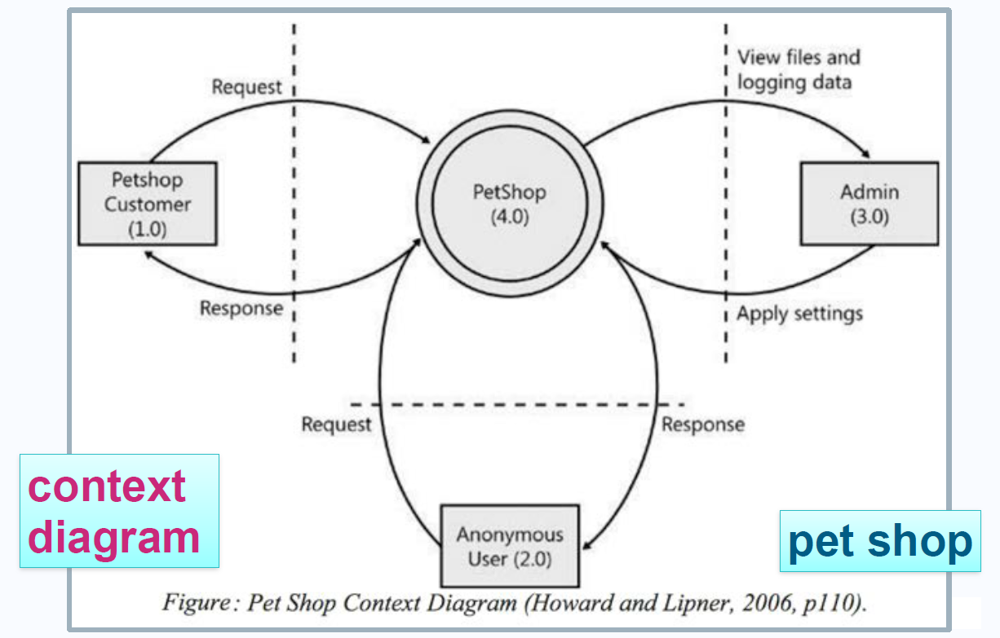 View files and
logging data
Request
Petshop
Customer
(1.0)
PetShop
(4.0)
Admin
(3.0)
Response
Apply settings
Request
Response
context
diagram
Anonymous
User (2.0)
pet shop
Figure: Pet Shop Context Diagram (Howard and Lipner, 2006, p110).